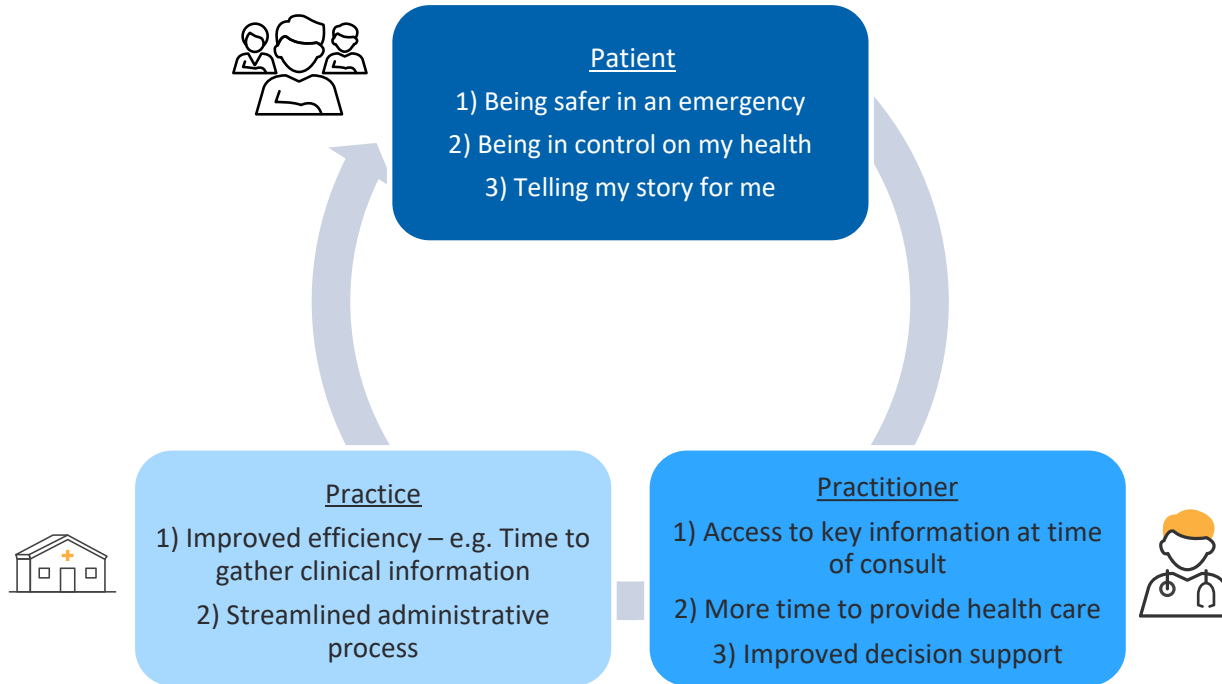 Patient
1) Being safer in an emergency
2) Being in control on my health
3) Telling my story for me
Practice
1) Improved efficiency – e.g. Time to
gather clinical information
2) Streamlined administrative
process
Practitioner
1) Access to key information at time
of consult
2) More time to provide health care
3) Improved decision support